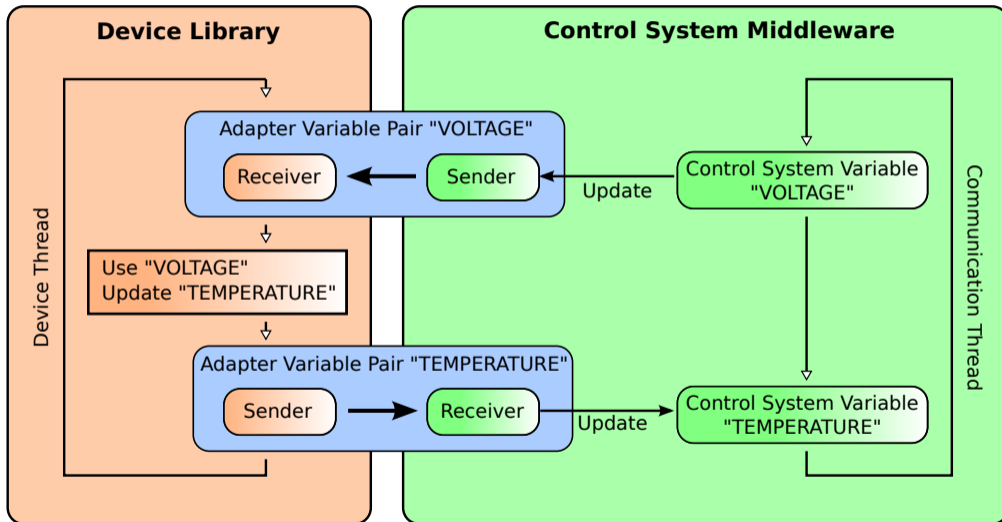 Device Library
Control System Middleware
Adapter Variable Pair "VOLTAGE"
Receiver
Sender
Update
Control System Variable
"VOLTAGE"
Device Thread
Use "VOLTAGE"
Update "TEMPERATURE"
Communication Thread
Adapter Variable Pair "TEMPERATURE"
Sender
Receiver
Update
Control System Variable
"TEMPERATURE"